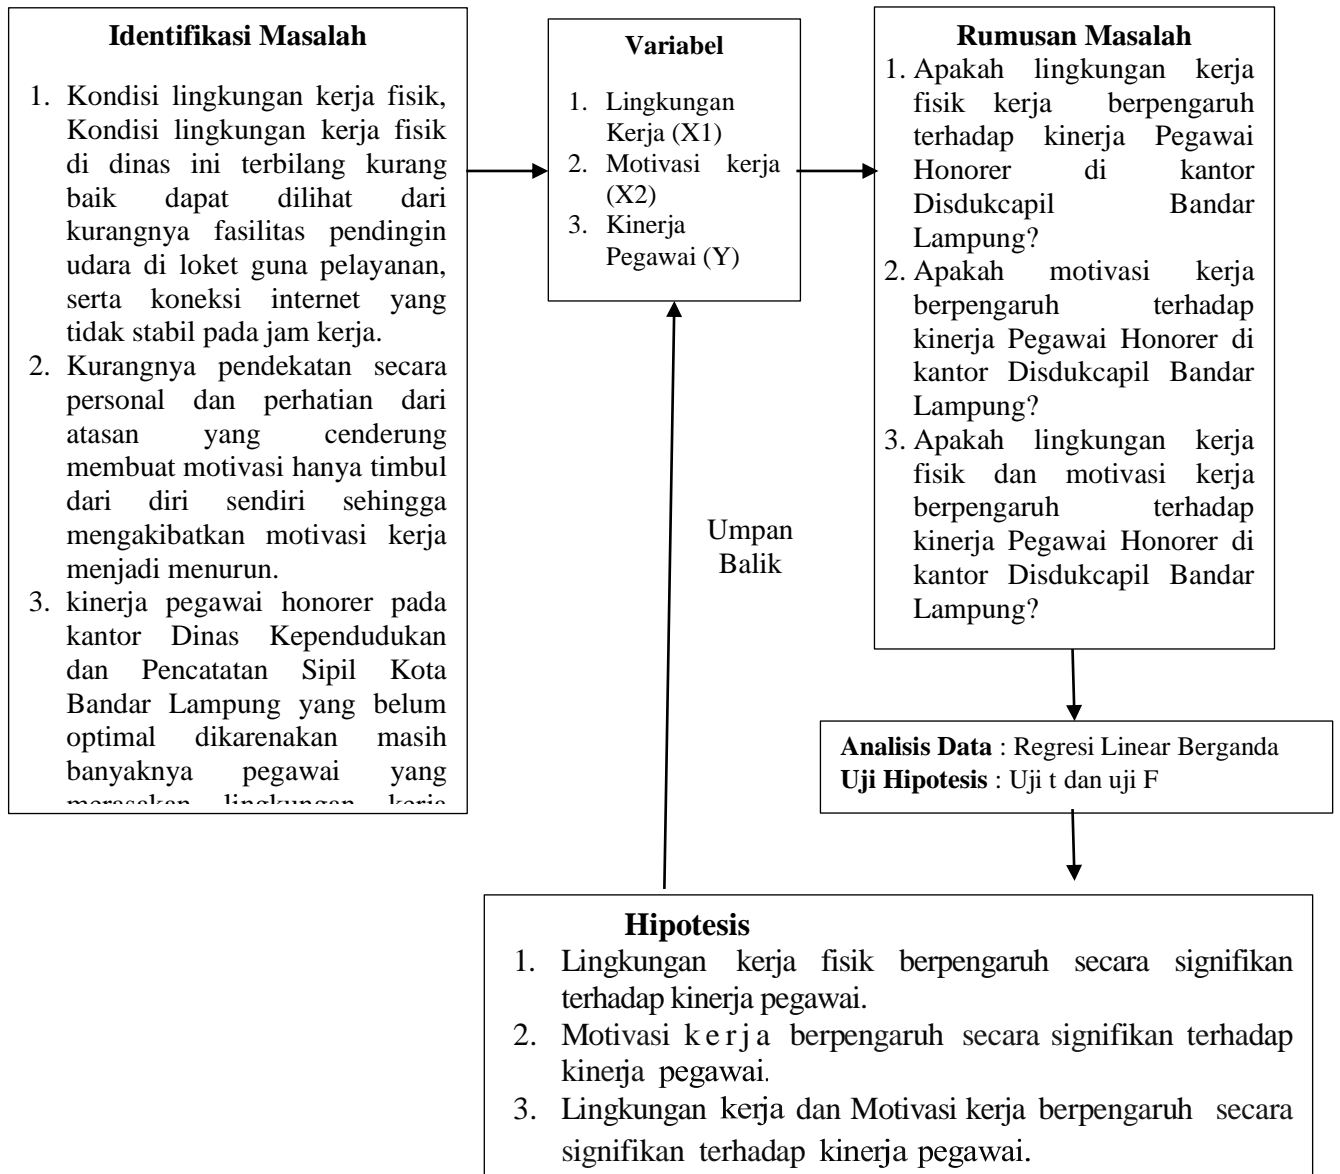 Identifikasi Masalah
1. Kondisi lingkungan kerja fisik,
Kondisi lingkungan kerja fisik
di dinas ini terbilang kurang
baik dapat dilihat dari
kurangnya fasilitas pendingin
udara di loket guna pelayanan,
serta koneksi internet yang
tidak stabil pada jam kerja.
2. Kurangnya pendekatan secara
personal dan perhatian dari
atasan yang cenderung
membuat motivasi hanya timbul
dari diri sendiri sehingga
mengakibatkan motivasi kerja
menjadi menurun.
3. kinerja pegawai honorer pada
kantor Dinas Kependudukan
dan Pencatatan Sipil Kota
Bandar Lampung yang belum
optimal dikarenakan masih
banyaknya pegawai yang
merasakan lingkungan kerja
Variabel
1. Lingkungan
Kerja (X1)
2. Motivasi kerja
(X2)
3. Kinerja
Pegawai (Y)
Rumusan Masalah
1. Apakah lingkungan kerja
fisik kerja berpengaruh
terhadap kinerja Pegawai
Honorer di kantor
Disdukcapil Bandar
Lampung?
2. Apakah motivasi kerja
berpengaruh terhadap
kinerja Pegawai Honorer di
kantor Disdukcapil Bandar
Lampung?
3. Apakah lingkungan kerja
fisik dan motivasi kerja
berpengaruh terhadap
kinerja Pegawai Honorer di
kantor Disdukcapil Bandar
Lampung?
Umpan
Balik
Analisis Data : Regresi Linear Berganda
Uji Hipotesis : Uji t dan uji F
Hipotesis
1. Lingkungan kerja fisik berpengaruh secara signifikan
terhadap kinerja pegawai.
2. Motivasi kerja berpengaruh secara signifikan terhadap
kinerja pegawai.
3. Lingkungan kerja dan Motivasi kerja berpengaruh secara
signifikan terhadap kinerja pegawai.